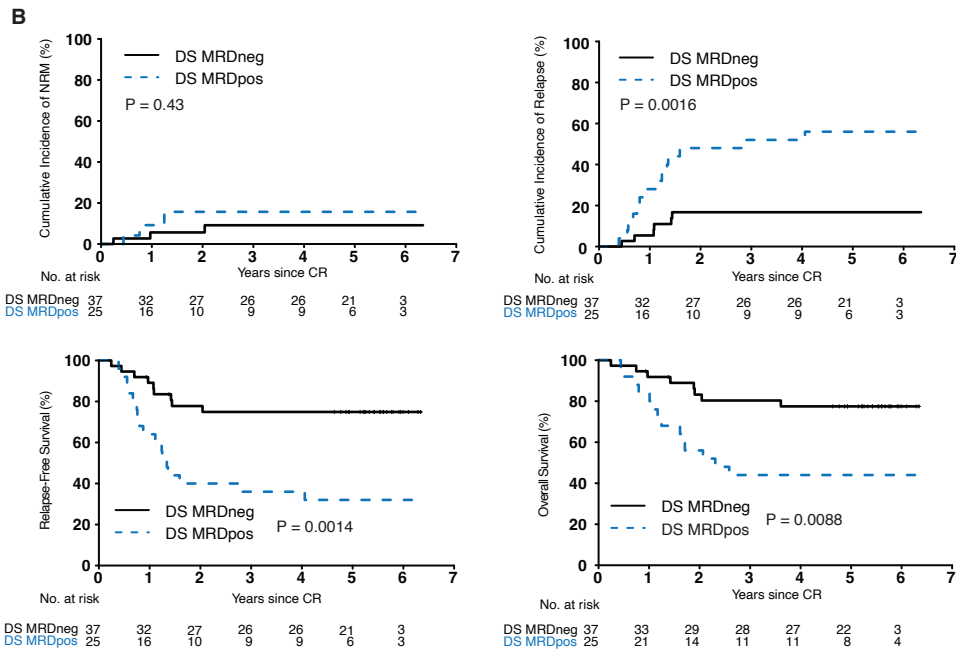 B
Cumulative Incidence of NRM (%)
100
80
60
40
20
0
DS MRDneg
DS MRDpos
P = 0.43
0 1 2 3 4 5 6 7
Years since CR
No. at risk
DS MRDneg 37 32 27 26 26 21 3
DS MRDpos 25 16 10 9 9 6 3
Cumulative Incidence of Relapse (%)
100
80
60
40
20
0
DS MRDneg
DS MRDpos
P = 0.0016
0 1 2 3 4 5 6 7
Years since CR
No. at risk
DS MRDneg 37 32 27 26 26 21 3
DS MRDpos 25 16 10 9 9 6 3
Relapse-Free Survival (%)
100
80
60
40
20
0
DS MRDneg
DS MRDpos
P = 0.0014
0 1 2 3 4 5 6 7
Years since CR
No. at risk
DS MRDneg 37 32 27 26 26 21 3
DS MRDpos 25 16 10 9 9 6 3
Overall Survival (%)
100
80
60
40
20
0
DS MRDneg
DS MRDpos
P = 0.0088
0 1 2 3 4 5 6 7
Years since CR
No. at risk
DS MRDneg 37 33 29 28 27 22 3
DS MRDpos 25 21 14 11 11 8 4